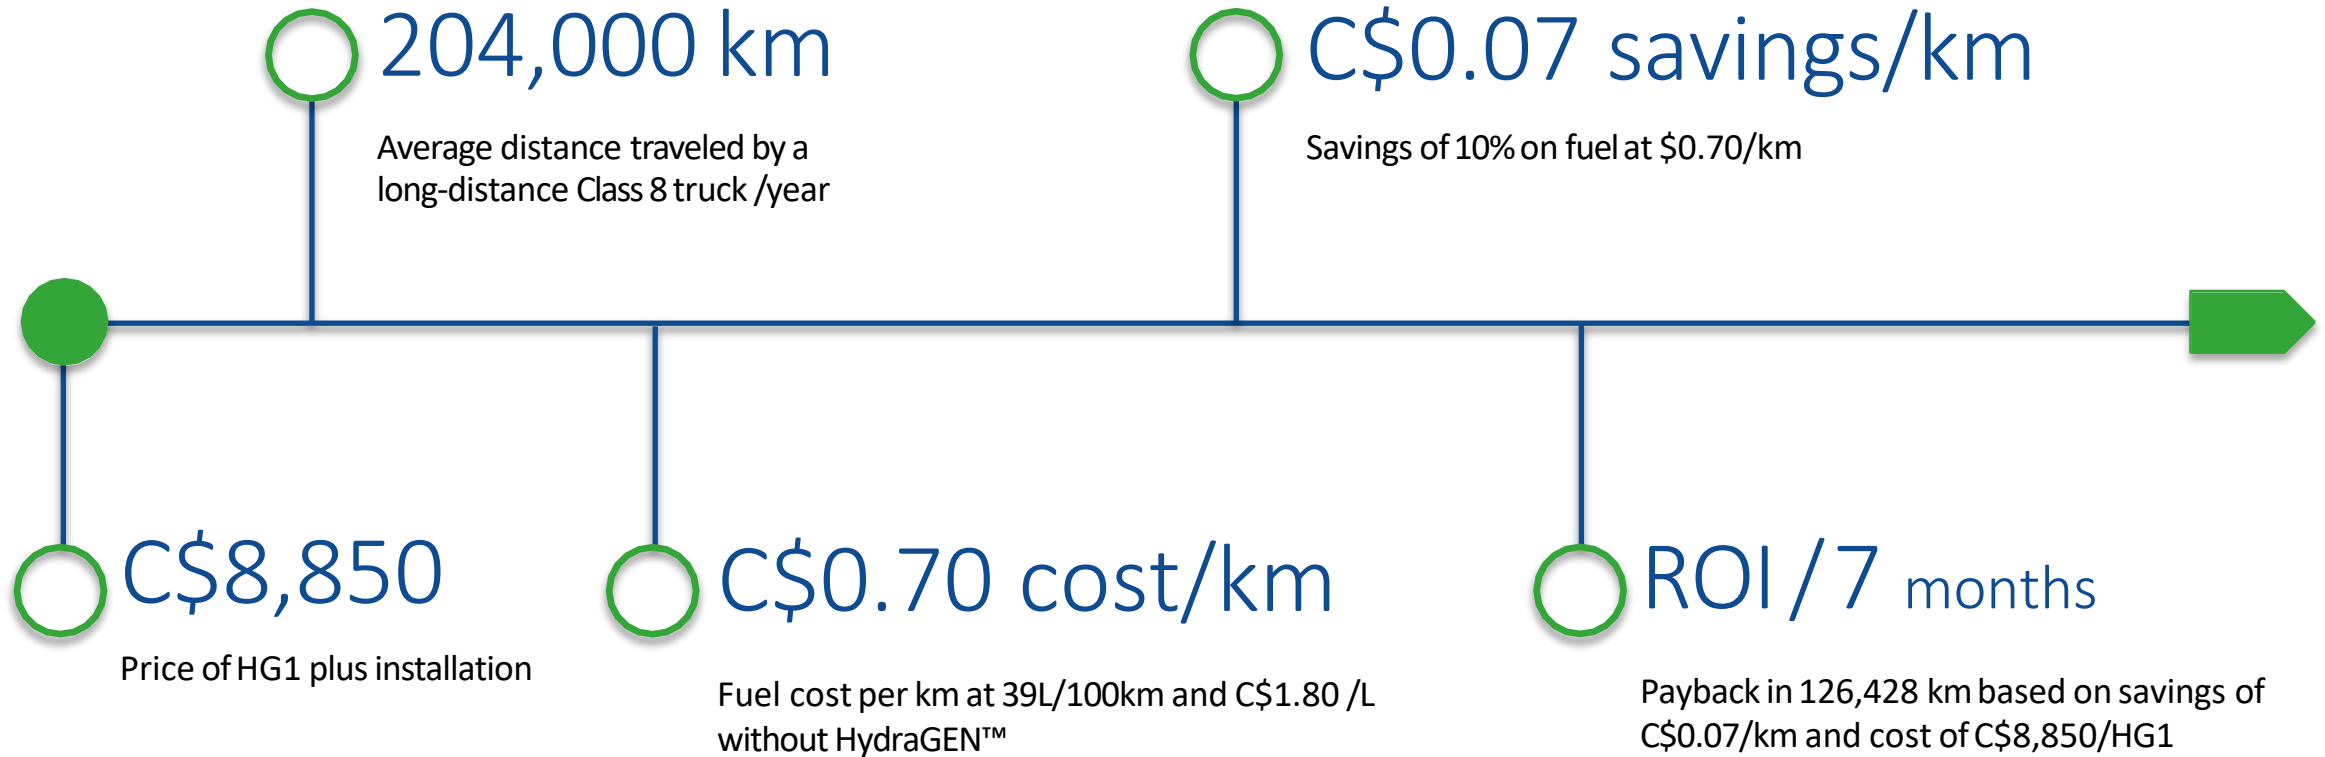 204,000 km
Average distance traveled by a
long-distance Class 8 truck /year
C$0.07 savings/km
Savings of 10% on fuel at $0.70/km
C$8,850
Price of HG1 plus installation
C$0.70 cost/km
Fuel cost per km at 39L/100km and C$1.80 /L
without HydraGEN™
ROI / 7 months
Payback in 126,428 km based on savings of
C$0.07/km and cost of C$8,850/HG1